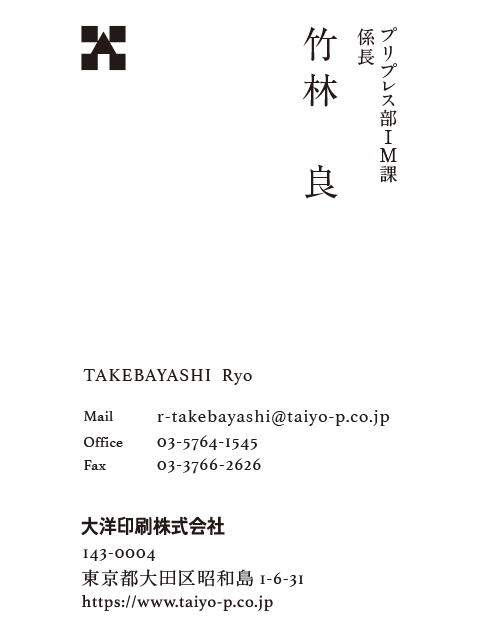 プリプレス部ＩＭ課
係長
竹林　良
TAKEBAYASHI Ryo
Mail r-takebayashi@taiyo-p.co.jp
Office 03-5764-1545
Fax 03-3766-2626
大洋印刷株式会社
143-0004
東京都大田区昭和島 1-6-31
https://www.taiyo-p.co.jp